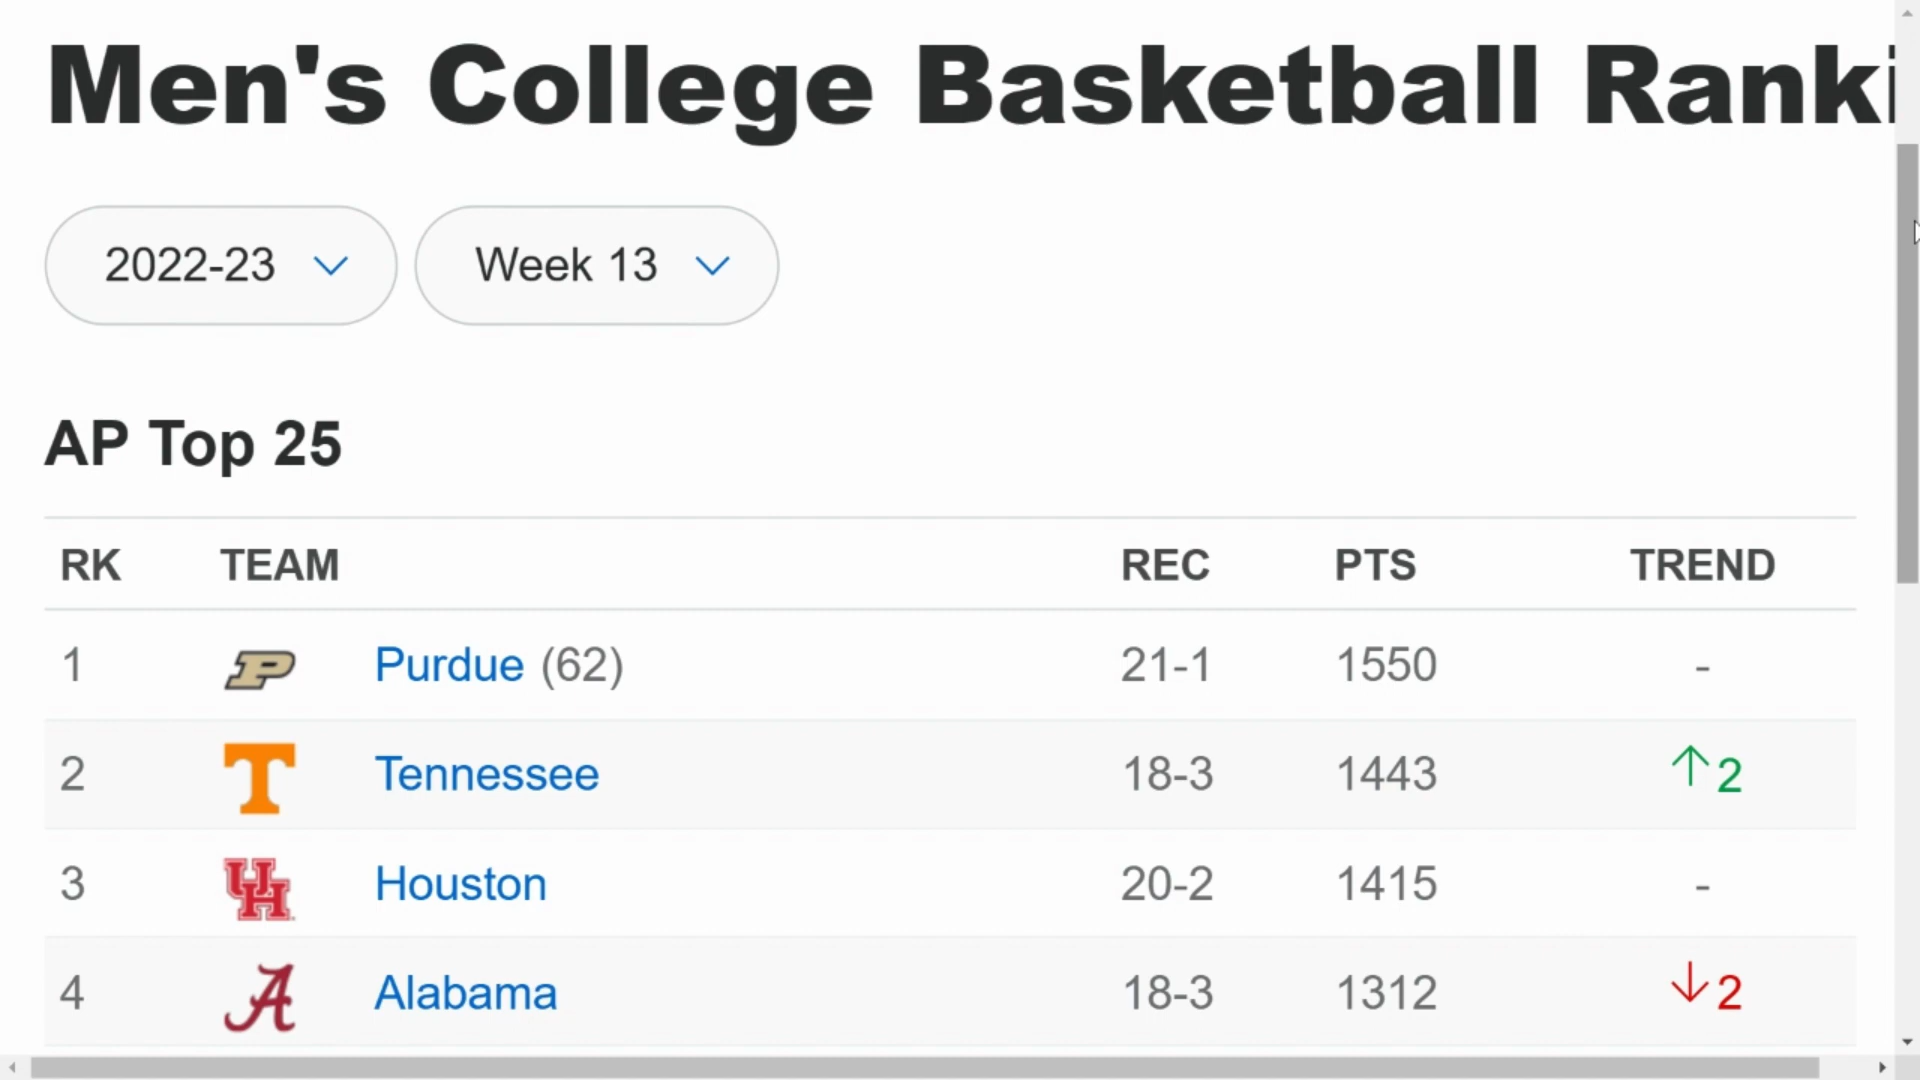 Men's College Basketball Ranki
2022-23 Week 13
AP Top 25
RK TEAM REC PTS TREND
1 P Purdue (62) 21-1 1550 -
2 T Tennessee 18-3 1443 ↑2
3 UH Houston 20-2 1415 -
4 A Alabama 18-3 1312 ↓2